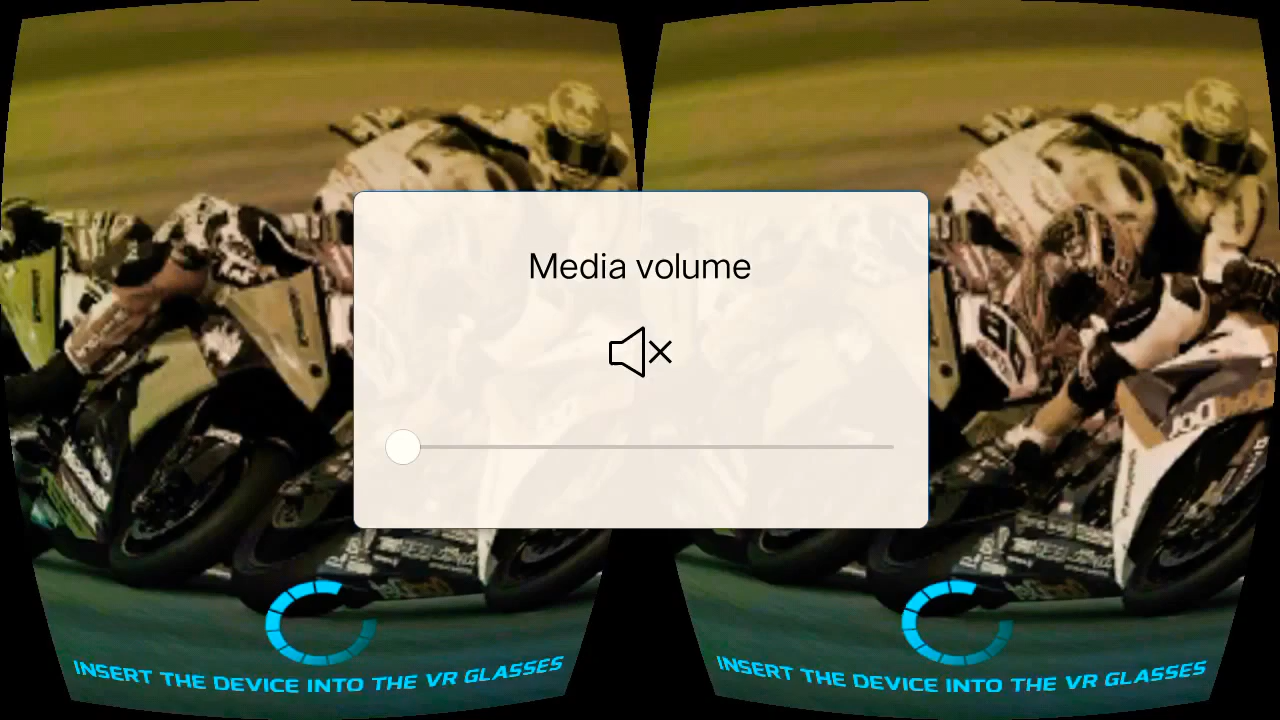 Media volume
INSERT THE DEVICE INTO THE VR GLASSES
INSERT THE DEVICE INTO THE VR GLASSES